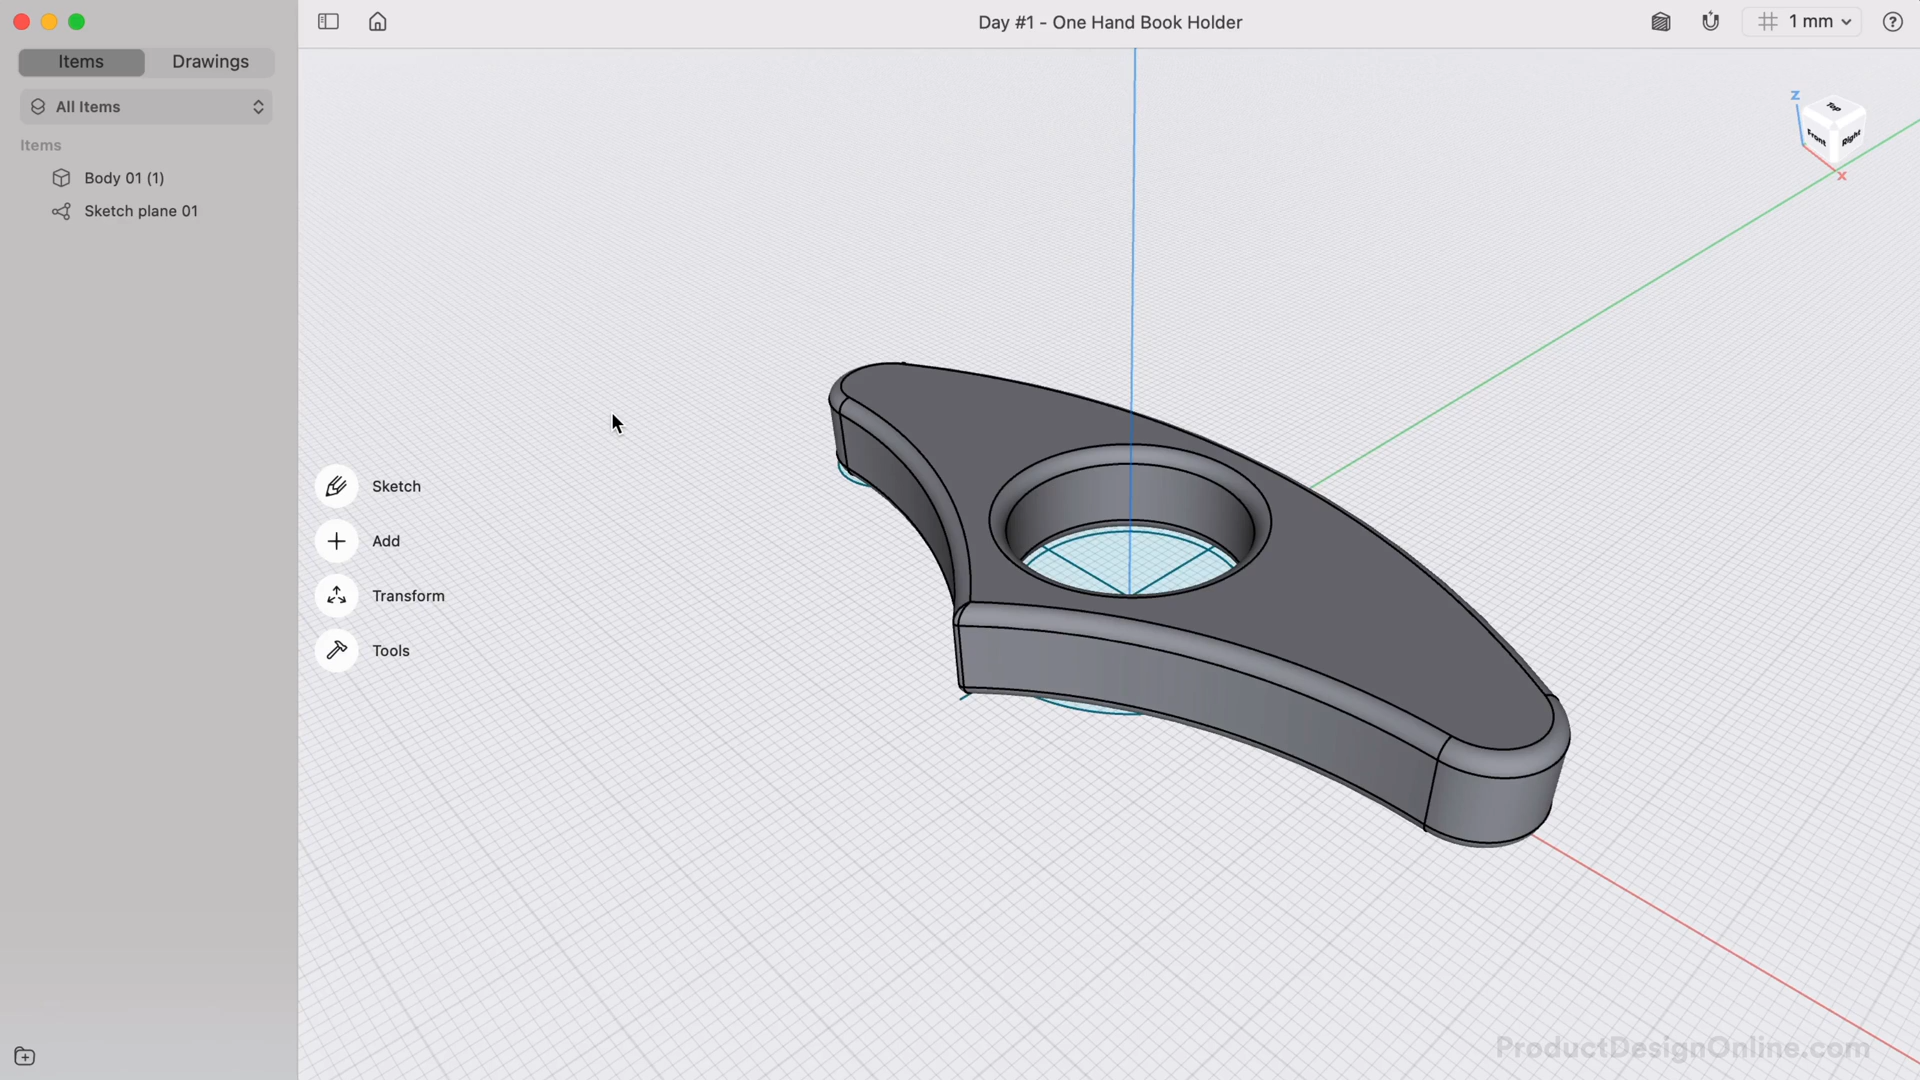 Day #1 - One Hand Book Holder
1 mm
Items
Drawings
All Items
Items
Body 01 (1)
Sketch plane 01
Z
Top
Front
Right
X
Sketch
Add
Transform
Tools
ProductDesignOnline.com